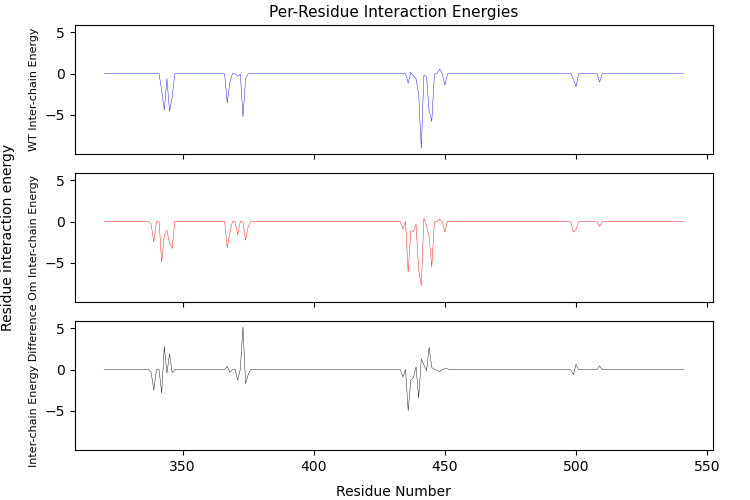 Per-Residue Interaction Energies
Residue interaction energy
WT Inter-chain Energy
5
0
−5
Om Inter-chain Energy
5
0
−5
Inter-chain Energy Difference
5
0
−5
350
400
450
500
550
Residue Number